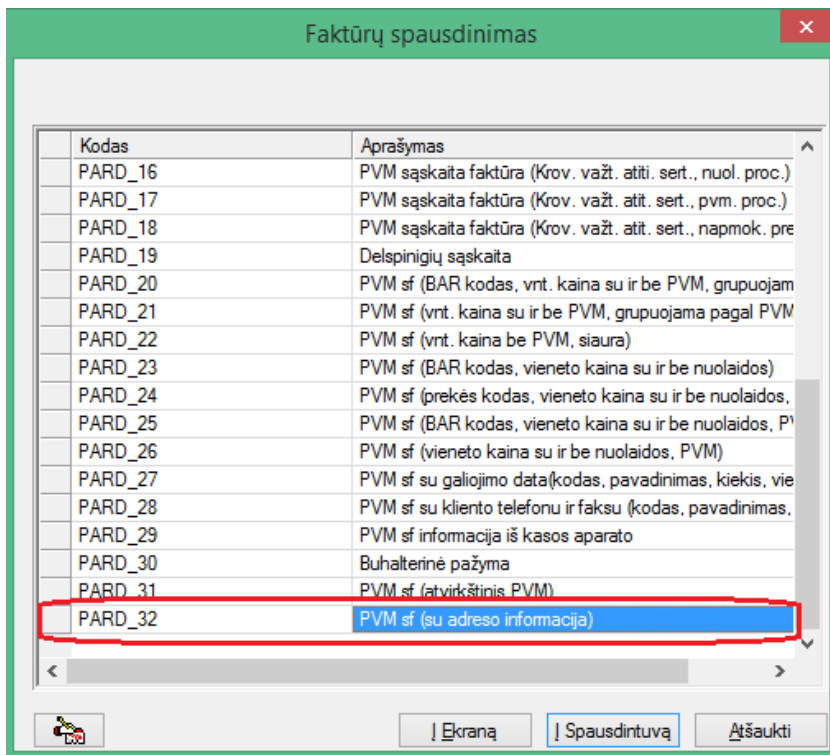 Faktūrų spausdinimas
Kodas Aprašymas
PARD_16 PVM sąskaita faktūra (Krov. važt. atiti. sert., nuol. proc.)
PARD_17 PVM sąskaita faktūra (Krov. važt. atit. sert., pvm. proc.)
PARD_18 PVM sąskaita faktūra (Krov. važt. atit. sert., napmok. pre
PARD_19 Delspinigių sąskaita
PARD_20 PVM sf (BAR kodas, vnt. kaina su ir be PVM, grupuojam
PARD_21 PVM sf (vnt. kaina su ir be PVM, grupuojama pagal PVM
PARD_22 PVM sf (vnt. kaina be PVM, siaura)
PARD_23 PVM sf (BAR kodas, vieneto kaina su ir be nuolaidos)
PARD_24 PVM sf (prekės kodas, vieneto kaina su ir be nuolaidos,
PARD_25 PVM sf (BAR kodas, vieneto kaina su ir be nuolaidos, P
PARD_26 PVM sf (vieneto kaina su ir be nuolaidos, PVM)
PARD_27 PVM sf su galiojimo data(kodas, pavadinimas, kiekis, vie
PARD_28 PVM sf su kliento telefonu ir faksu (kodas, pavadinimas,
PARD_29 PVM sf informacija iš kasos aparato
PARD_30 Buhalterinė pažyma
PARD_31 PVM sf (atvirkštinis PVM)
PARD_32 PVM sf (su adreso informacija)
Į Ekraną Į Spausdintuvą Atšaukti